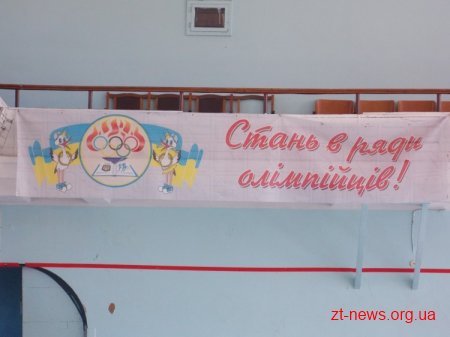 Стань в ряди
олімпійців!
zt-news.org.ua